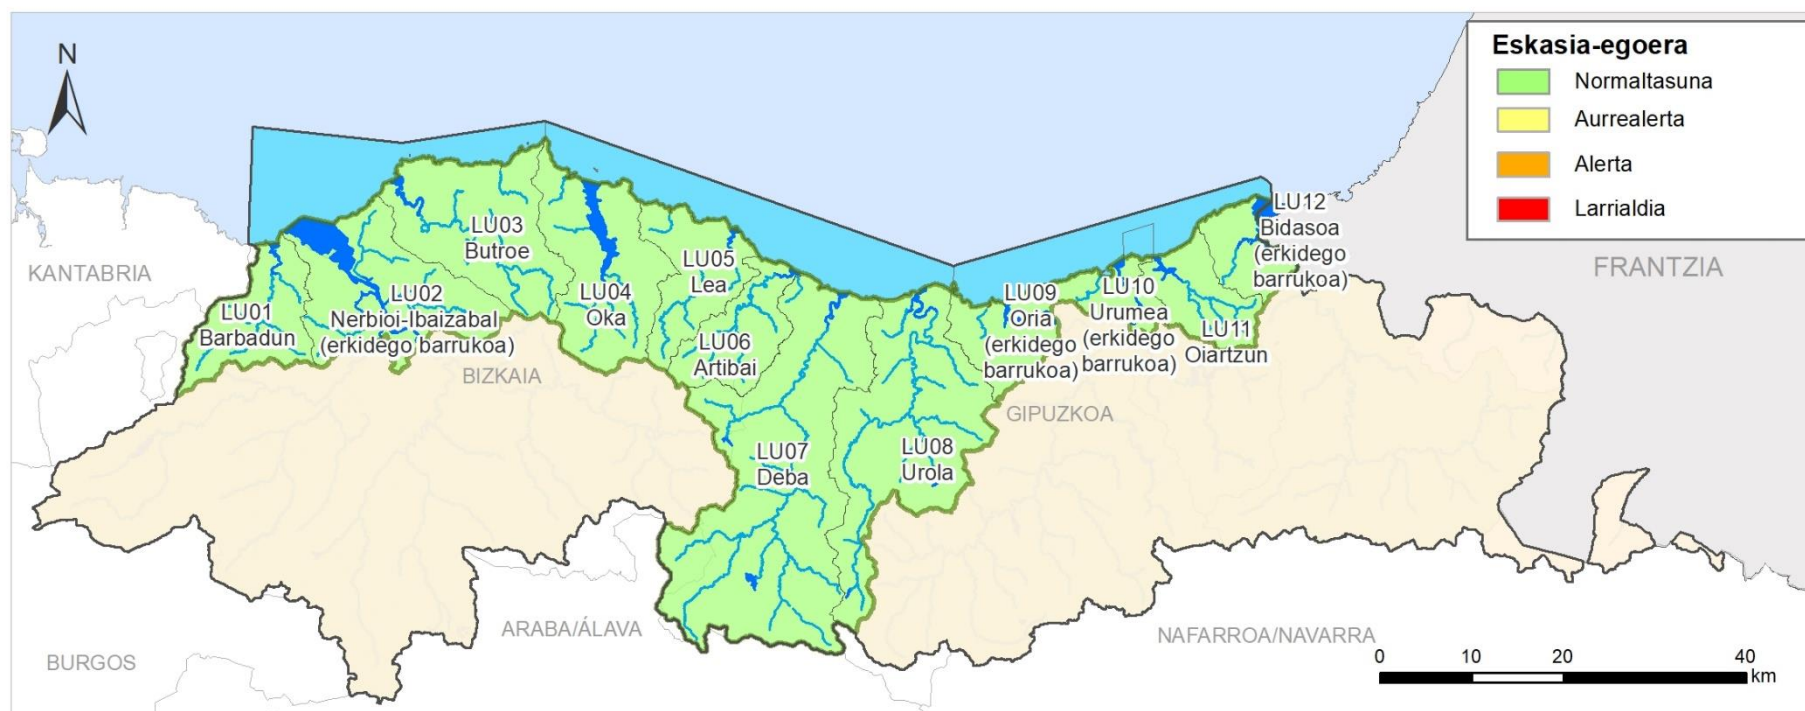 N
Eskasia-egoera
Normaltasuna
Aurrealerta
Alerta
Larrialdia
KANTABRIA
FRANTZIA
BIZKAIA
GIPUZKOA
ARABA/ÁLAVA
NAFARROA/NAVARRA
BURGOS
LU01
Barbadun
LU02
Nerbioi-Ibaizabal
(erkidego barrukoa)
LU03
Butroe
LU04
Oka
LU05
Lea
LU06
Artibai
LU07
Deba
LU08
Urola
LU09
Oria
(erkidego
barrukoa)
LU10
Urumea
(erkidego
barrukoa)
LU11
Oiartzun
LU12
Bidasoa
(erkidego
barrukoa)
0 10 20 40
km